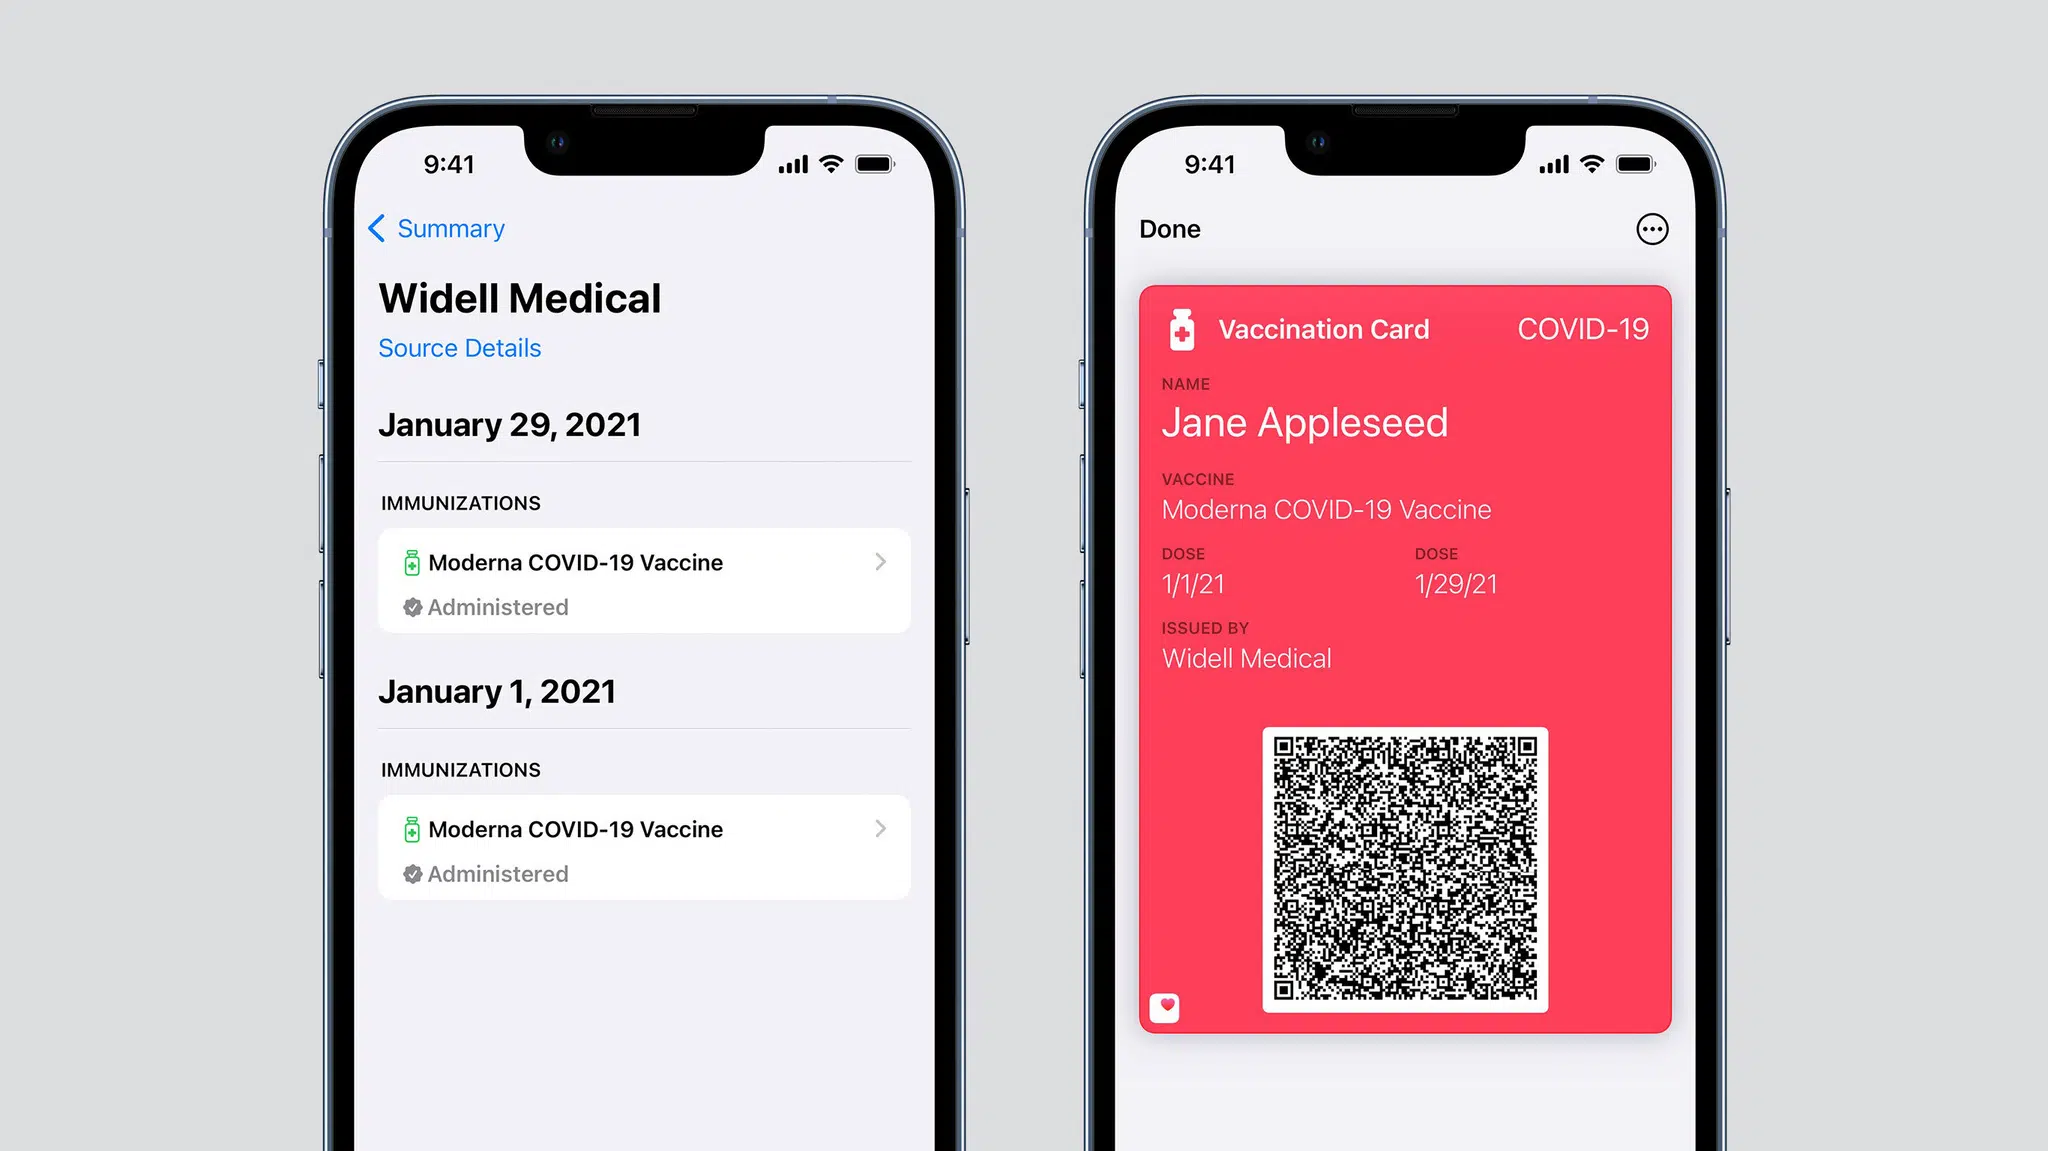 9:41
Summary
Widell Medical
Source Details
January 29, 2021
IMMUNIZATIONS
Moderna COVID-19 Vaccine
Administered
January 1, 2021
IMMUNIZATIONS
Moderna COVID-19 Vaccine
Administered
9:41
Done
Vaccination Card COVID-19
NAME
Jane Appleseed
VACCINE
Moderna COVID-19 Vaccine
DOSE DOSE
1/1/21 1/29/21
ISSUED BY
Widell Medical